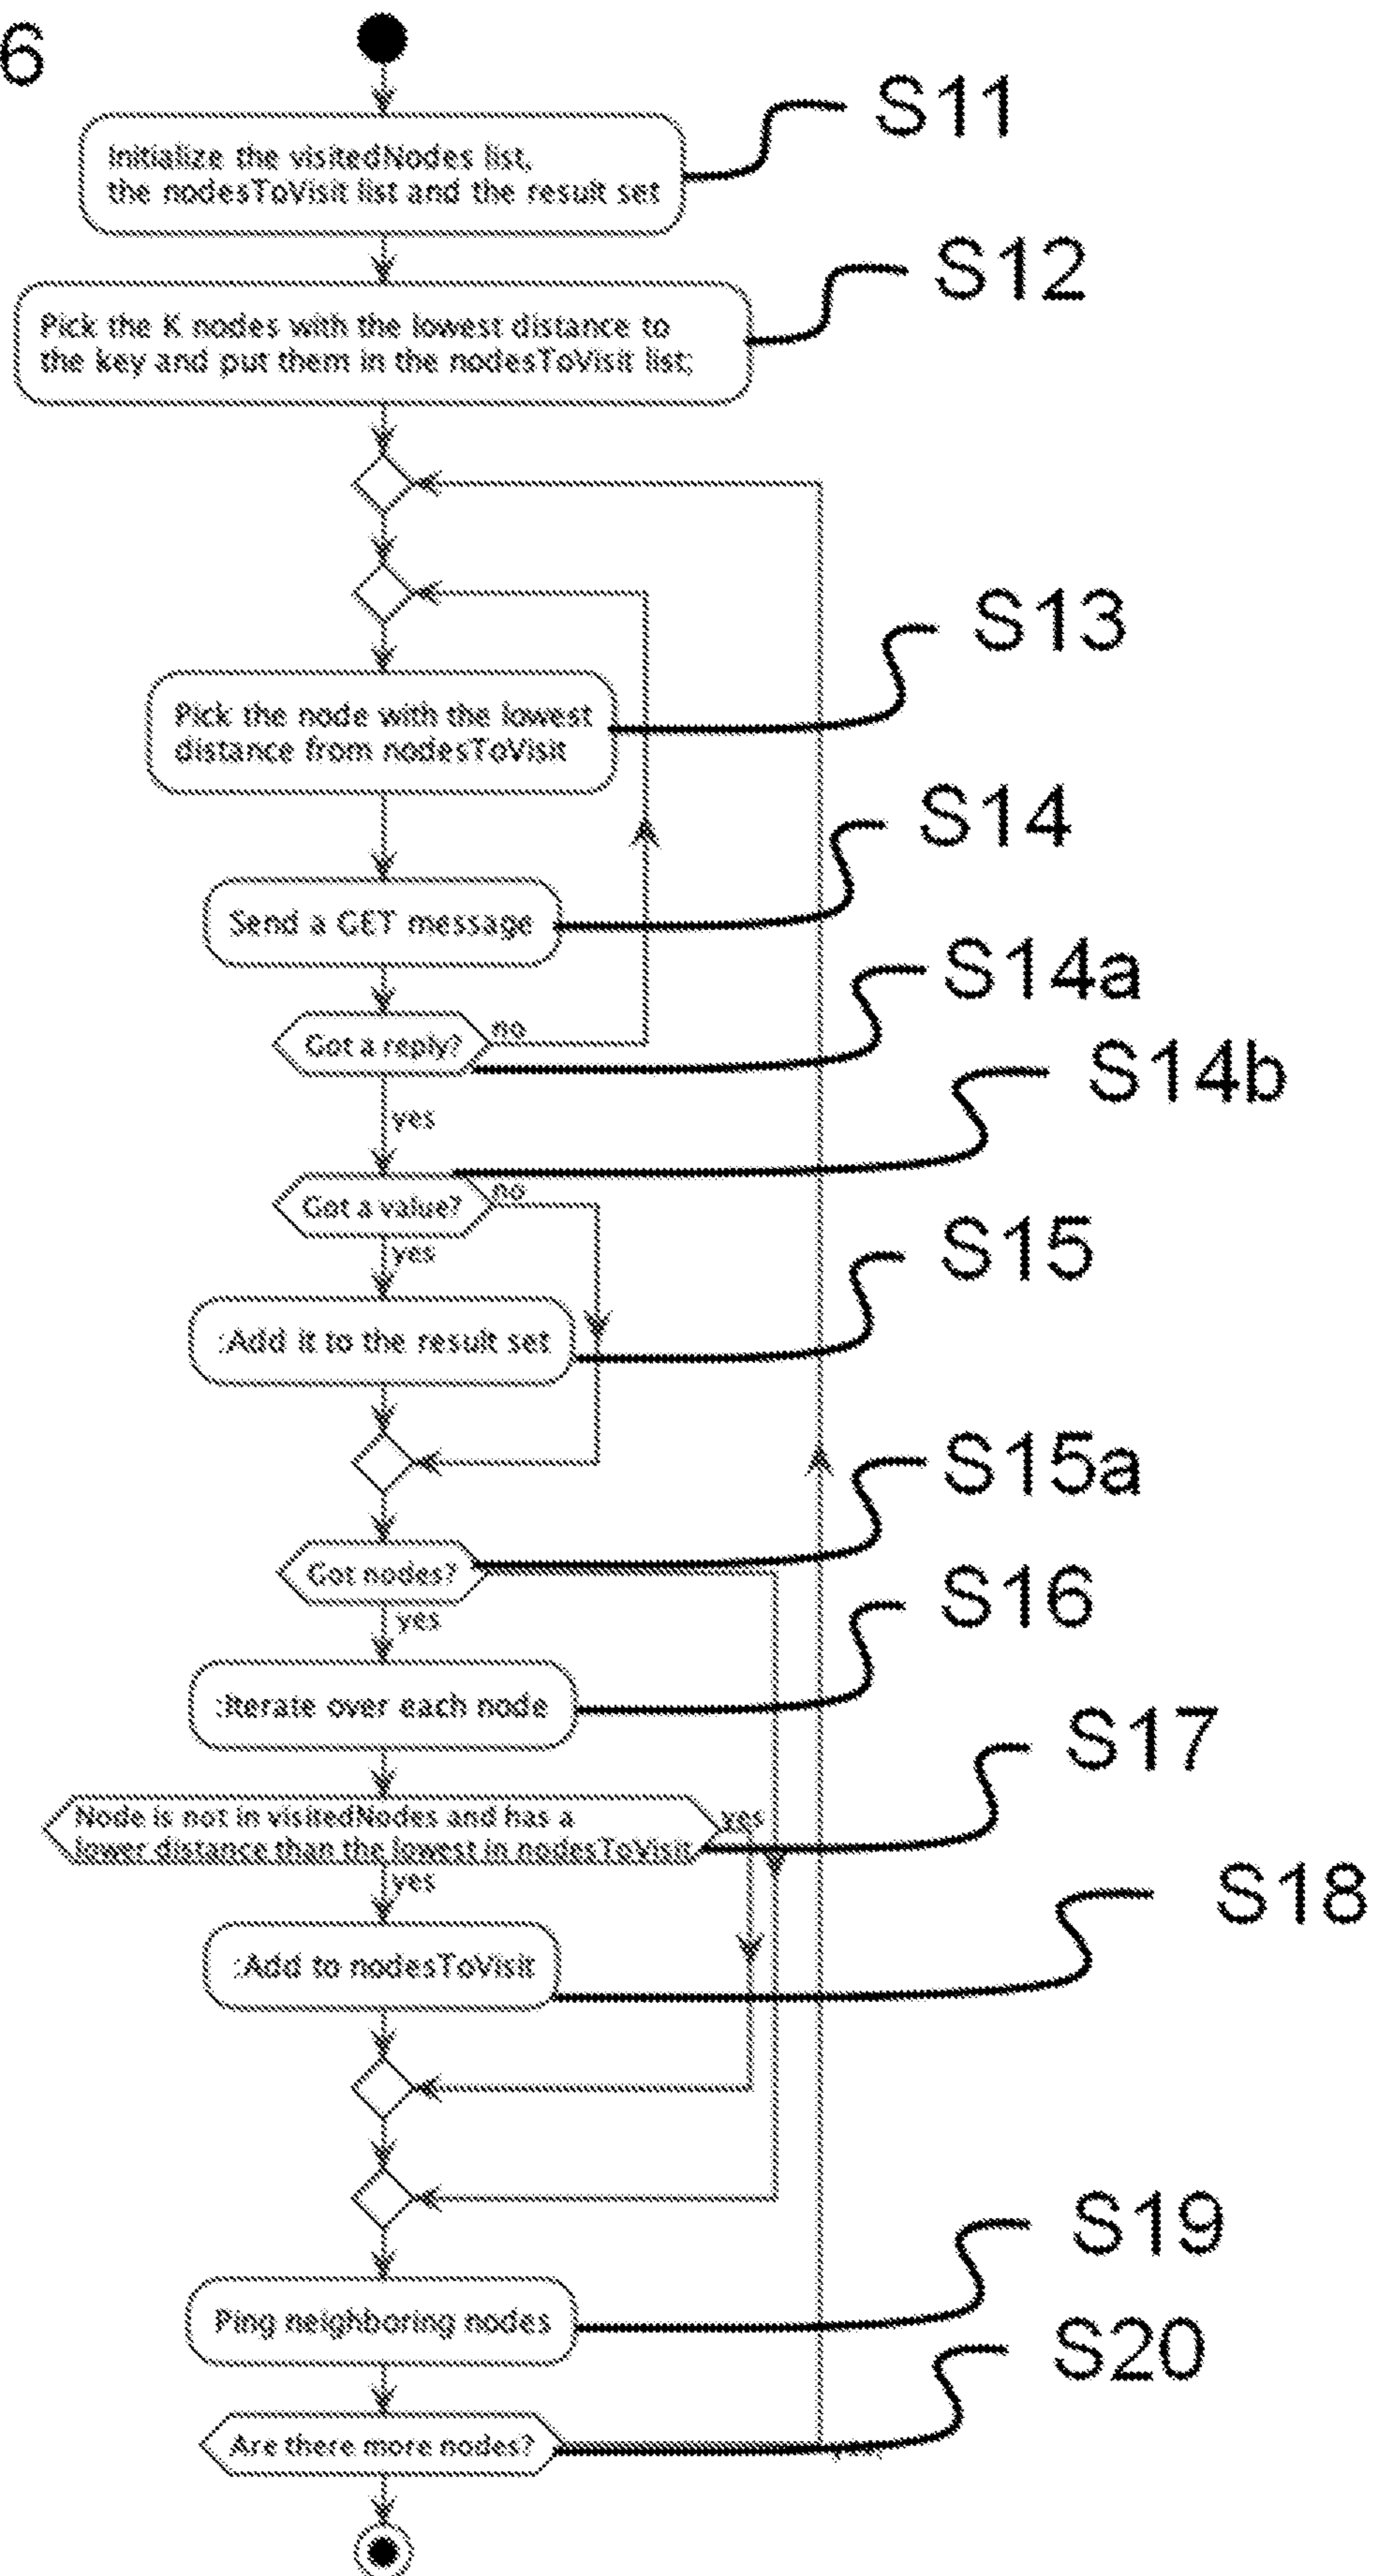 6
S11
Initialize the visitedNodes list,
the nodesToVisit list and the result set
S12
Pick the K nodes with the lowest distance to
the key and put them in the nodesToVisit list;
S13
Pick the node with the lowest
distance from nodesToVisit
S14
Send a GET message
S14a
Got a reply?
no
yes
S14b
Got a value?
no
yes
S15
:Add it to the result set
S15a
Got nodes?
yes
S16
:Iterate over each node
S17
Node is not in visitedNodes and has a
lower distance than the lowest in nodesToVisit
yes
yes
S18
:Add to nodesToVisit
S19
Ping neighboring nodes
S20
Are there more nodes?